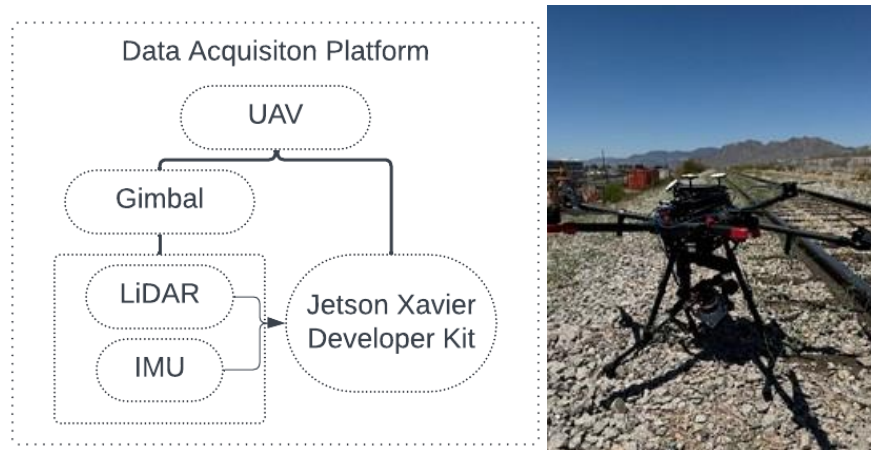 Data Acquisiton Platform
UAV
Gimbal
LiDAR
IMU
Jetson Xavier
Developer Kit